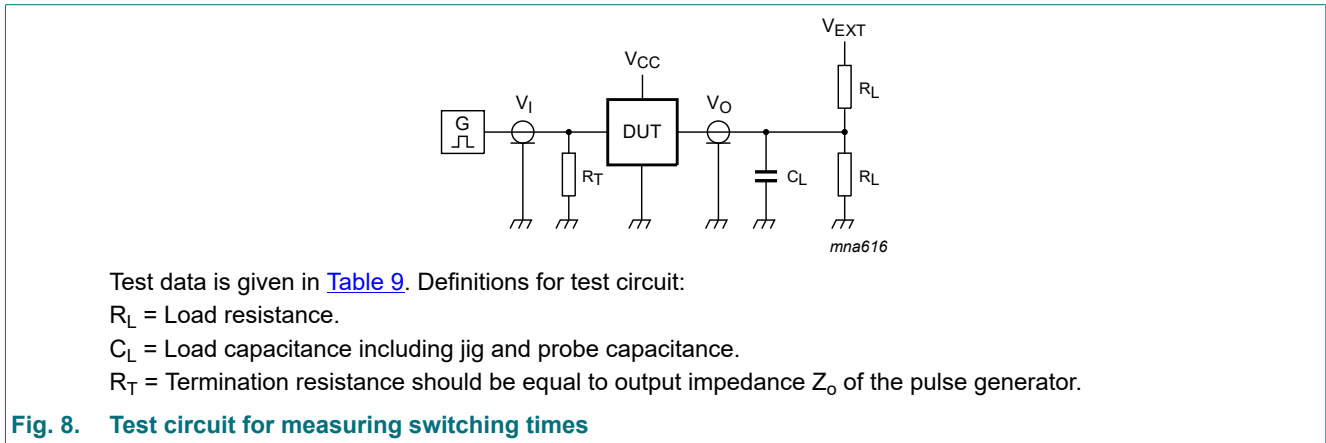 VEXT
VCC
RL
VI
VO
G
DUT
RT
CL
RL
mna616
Test data is given in Table 9. Definitions for test circuit:
RL = Load resistance.
CL = Load capacitance including jig and probe capacitance.
RT = Termination resistance should be equal to output impedance Zo of the pulse generator.
Fig. 8. Test circuit for measuring switching times